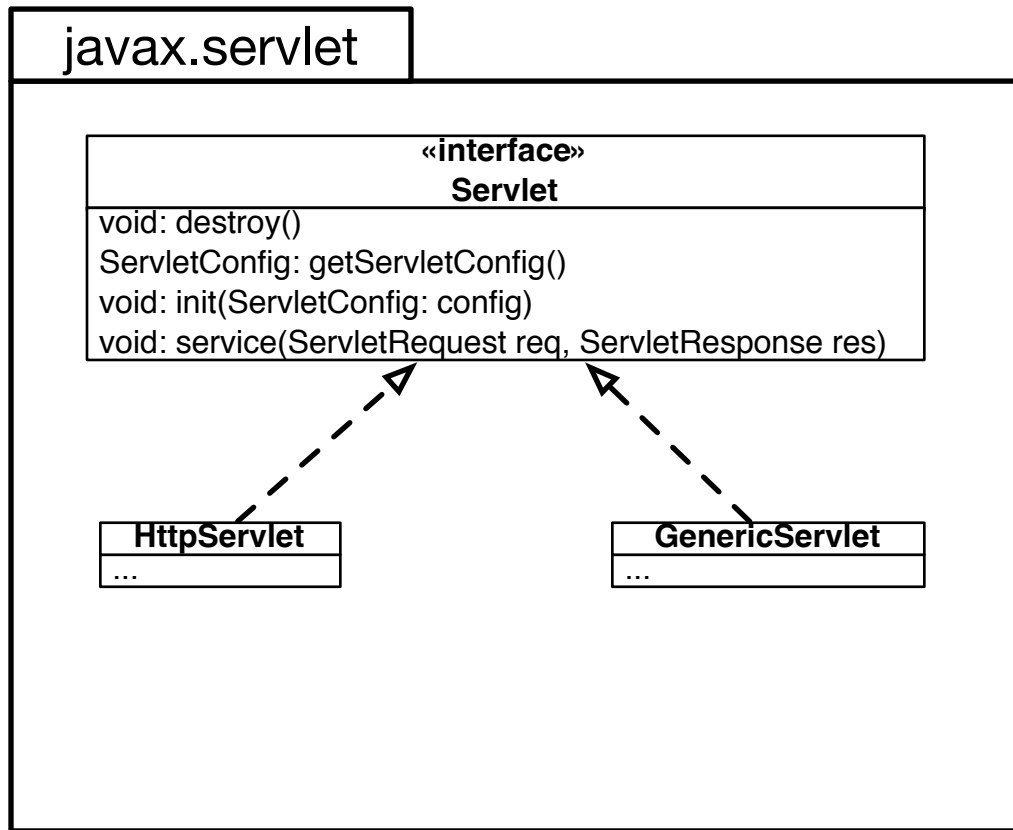 javax.servlet
«interface»
Servlet
void: destroy()
ServletConfig: getServletConfig()
void: init(ServletConfig: config)
void: service(ServletRequest req, ServletResponse res)
HttpServlet
...
GenericServlet
...